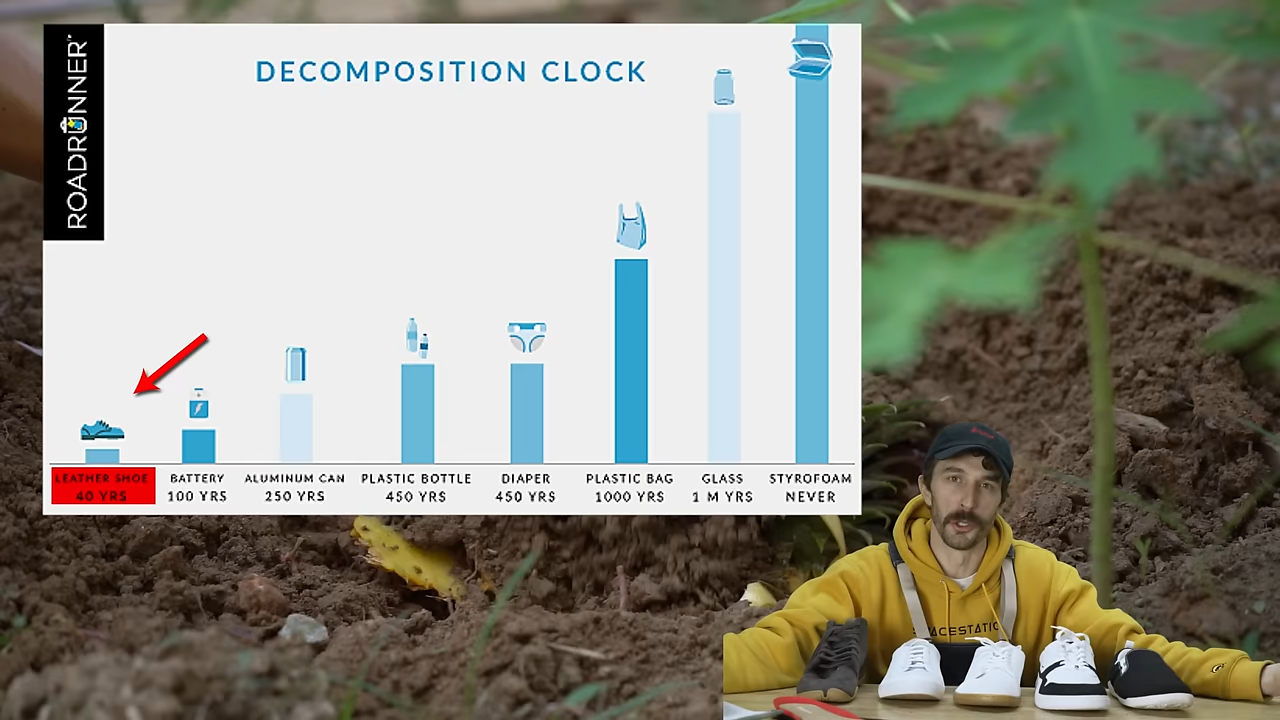 ROADRUNNER
DECOMPOSITION CLOCK
LEATHER SHOE
40 YRS
BATTERY
100 YRS
ALUMINUM CAN
250 YRS
PLASTIC BOTTLE
450 YRS
DIAPER
450 YRS
PLASTIC BAG
1000 YRS
GLASS
1 M YRS
STYROFOAM
NEVER